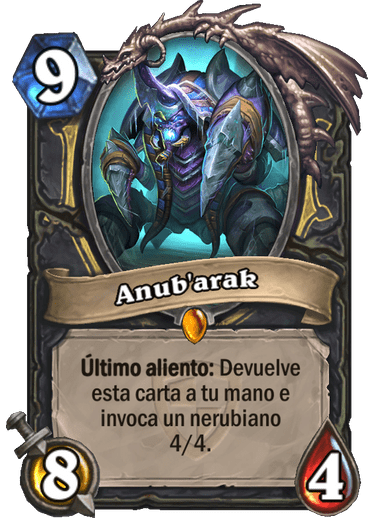 9
Anub'arak
Último aliento: Devuelve
esta carta a tu mano e
invoca un nerubiano
4/4.
8
4